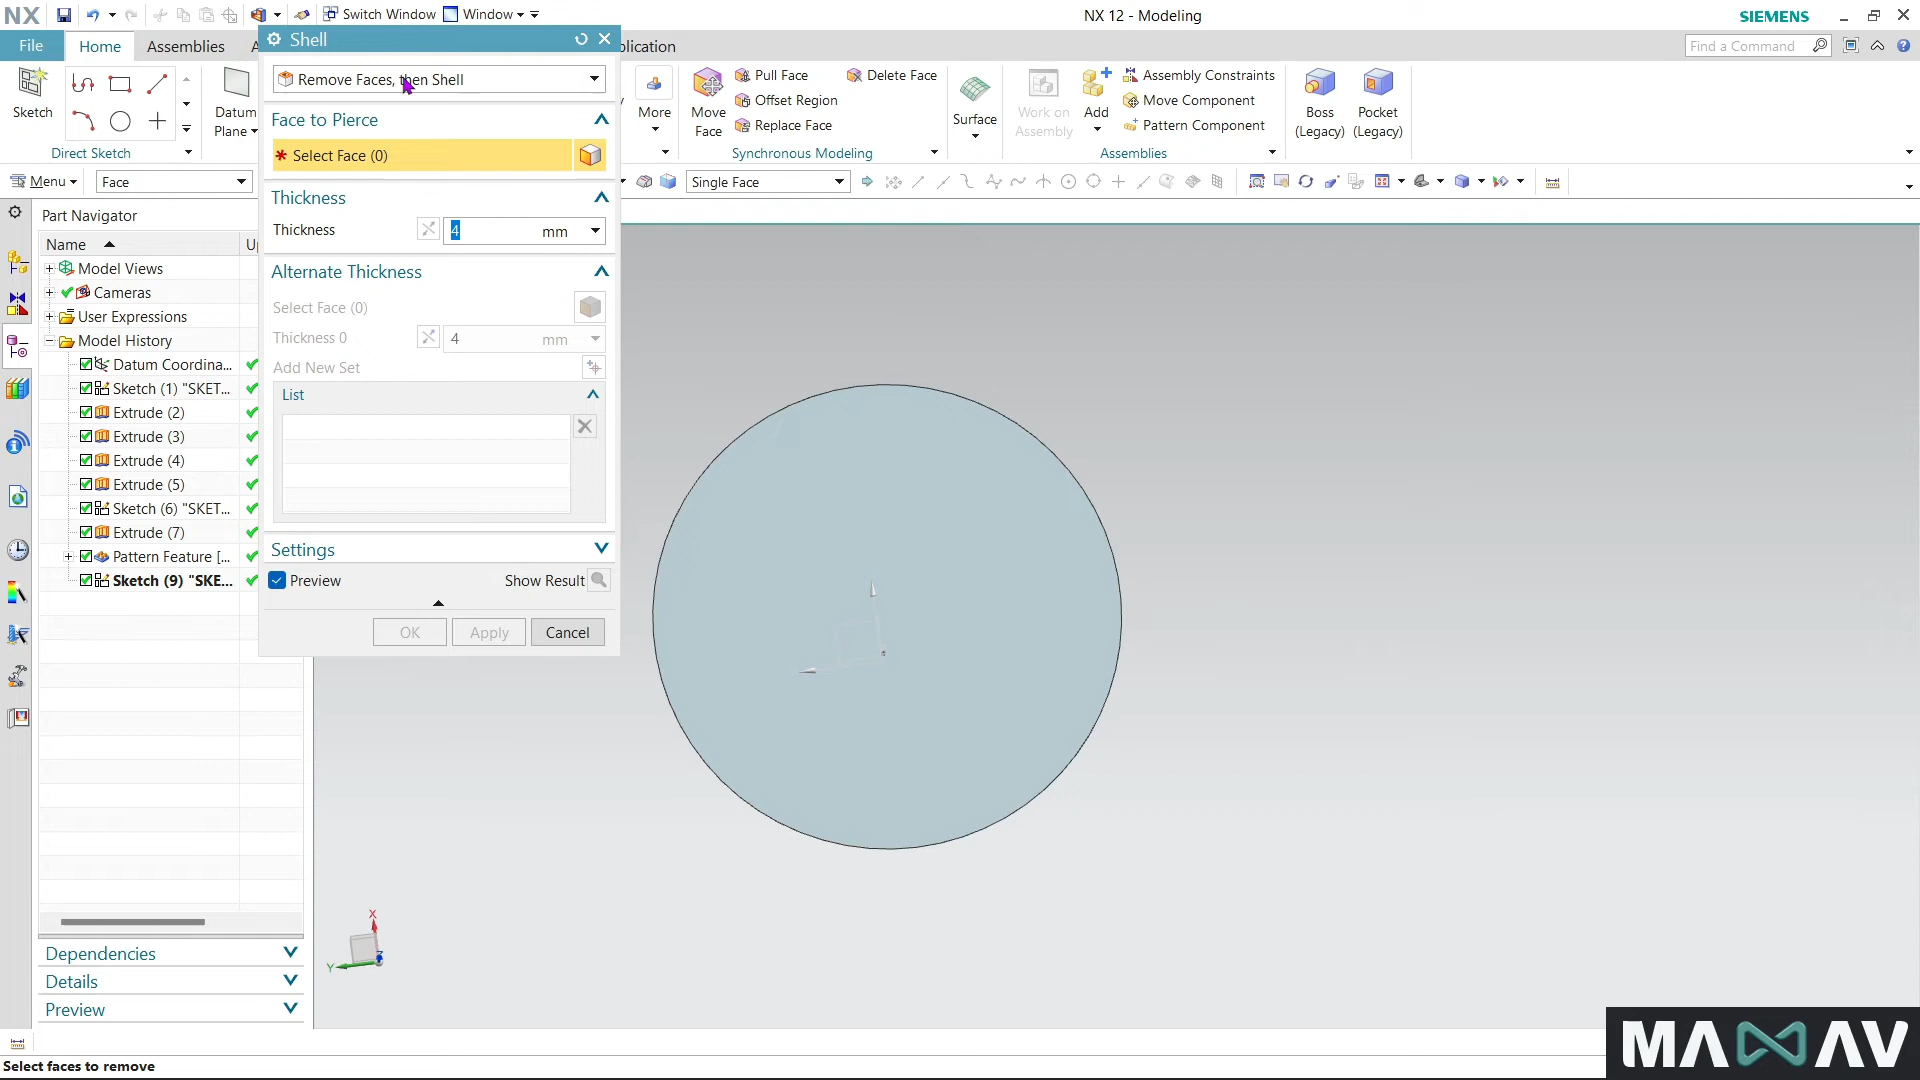 NX
Switch Window
Window
NX 12 - Modeling
SIEMENS
File
Home
Assemblies
plication
Find a Command
Shell
Remove Faces, then Shell
Face to Pierce
* Select Face (0)
Thickness
Thickness
4
mm
Alternate Thickness
Select Face (0)
Thickness 0
4
mm
Add New Set
List
Settings
Preview
Show Result
OK
Apply
Cancel
Sketch
Direct Sketch
Datum
Plane
More
Move
Face
Pull Face
Offset Region
Replace Face
Delete Face
Synchronous Modeling
Surface
Work on
Assembly
Add
Assembly Constraints
Move Component
Pattern Component
Assemblies
Boss
(Legacy)
Pocket
(Legacy)
Menu
Face
Single Face
Part Navigator
Name
Model Views
Cameras
User Expressions
Model History
Datum Coordina...
Sketch (1) "SKET...
Extrude (2)
Extrude (3)
Extrude (4)
Extrude (5)
Sketch (6) "SKET...
Extrude (7)
Pattern Feature [...
Sketch (9) "SKE...
Dependencies
Details
Preview
X
Y
Select faces to remove